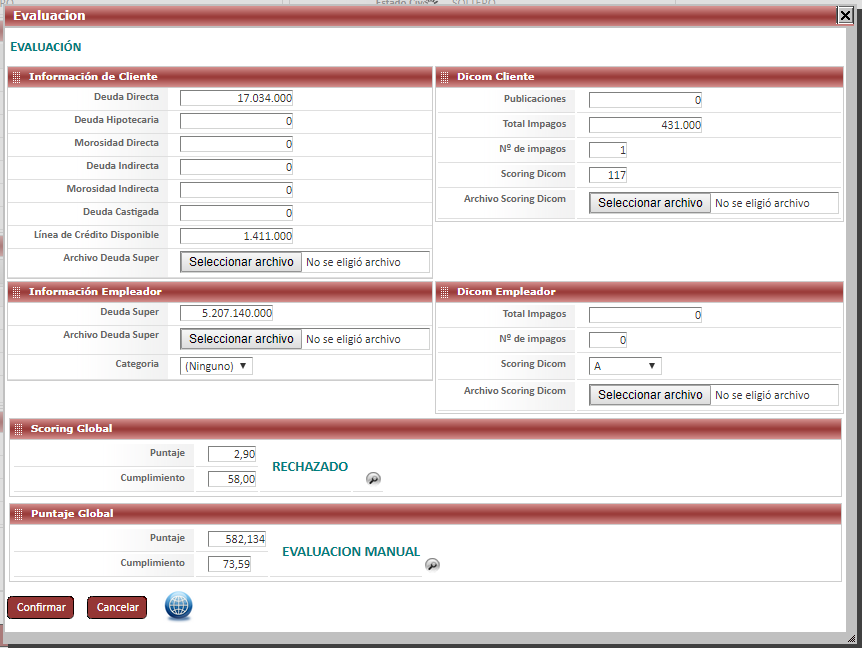 Estado Civil SOLTERO
Evaluacion
EVALUACIÓN
Información de Cliente
Deuda Directa 17.034.000
Deuda Hipotecaria 0
Morosidad Directa 0
Deuda Indirecta 0
Morosidad Indirecta 0
Deuda Castigada 0
Línea de Crédito Disponible 1.411.000
Archivo Deuda Super Seleccionar archivo No se eligió archivo
Dicom Cliente
Publicaciones 0
Total Impagos 431.000
Nº de impagos 1
Scoring Dicom 117
Archivo Scoring Dicom Seleccionar archivo No se eligió archivo
Información Empleador
Deuda Super 5.207.140.000
Archivo Deuda Super Seleccionar archivo No se eligió archivo
Categoria (Ninguno)
Dicom Empleador
Total Impagos 0
Nº de impagos 0
Scoring Dicom A
Archivo Scoring Dicom Seleccionar archivo No se eligió archivo
Scoring Global
Puntaje 2,90
RECHAZADO
Cumplimiento 58,00
Puntaje Global
Puntaje 582,134
EVALUACION MANUAL
Cumplimiento 73,59
Confirmar Cancelar